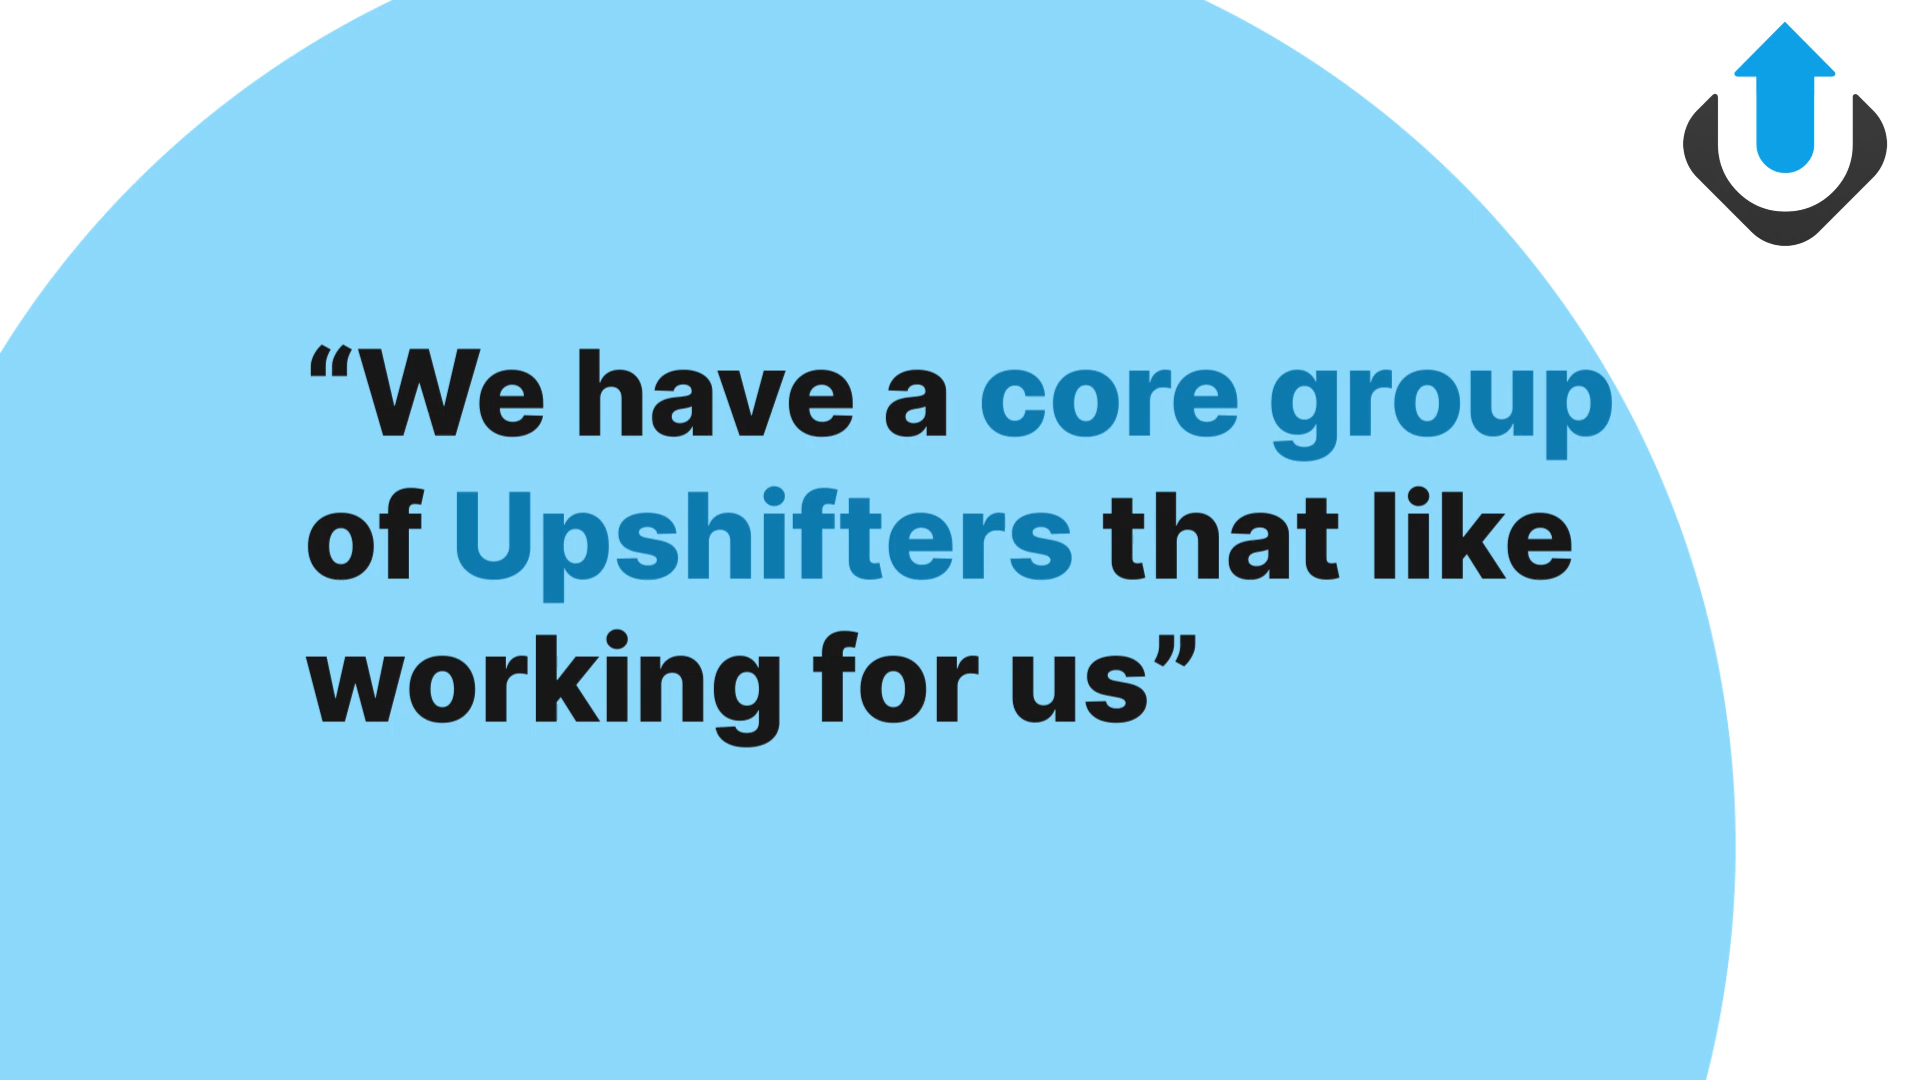 “We have a core group
of Upshifters that like
working for us”